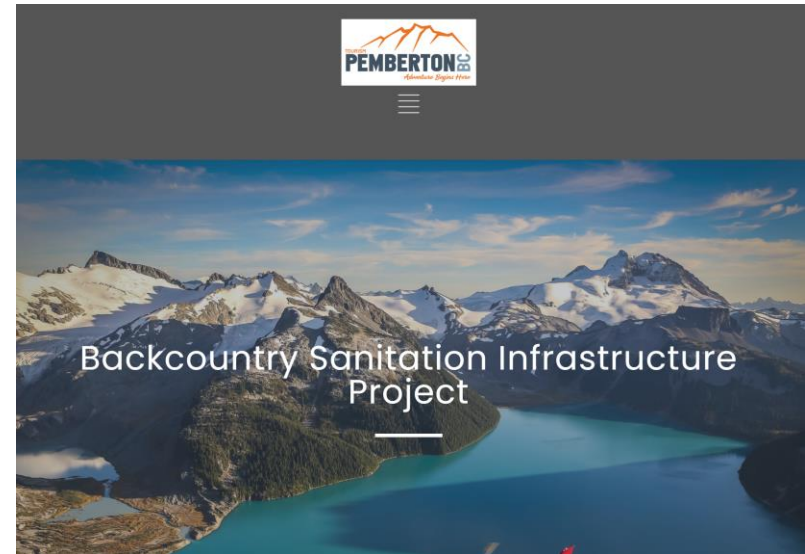 TOURISM
PEMBERTON BC
Adventure Begins Here
Backcountry Sanitation Infrastructure
Project